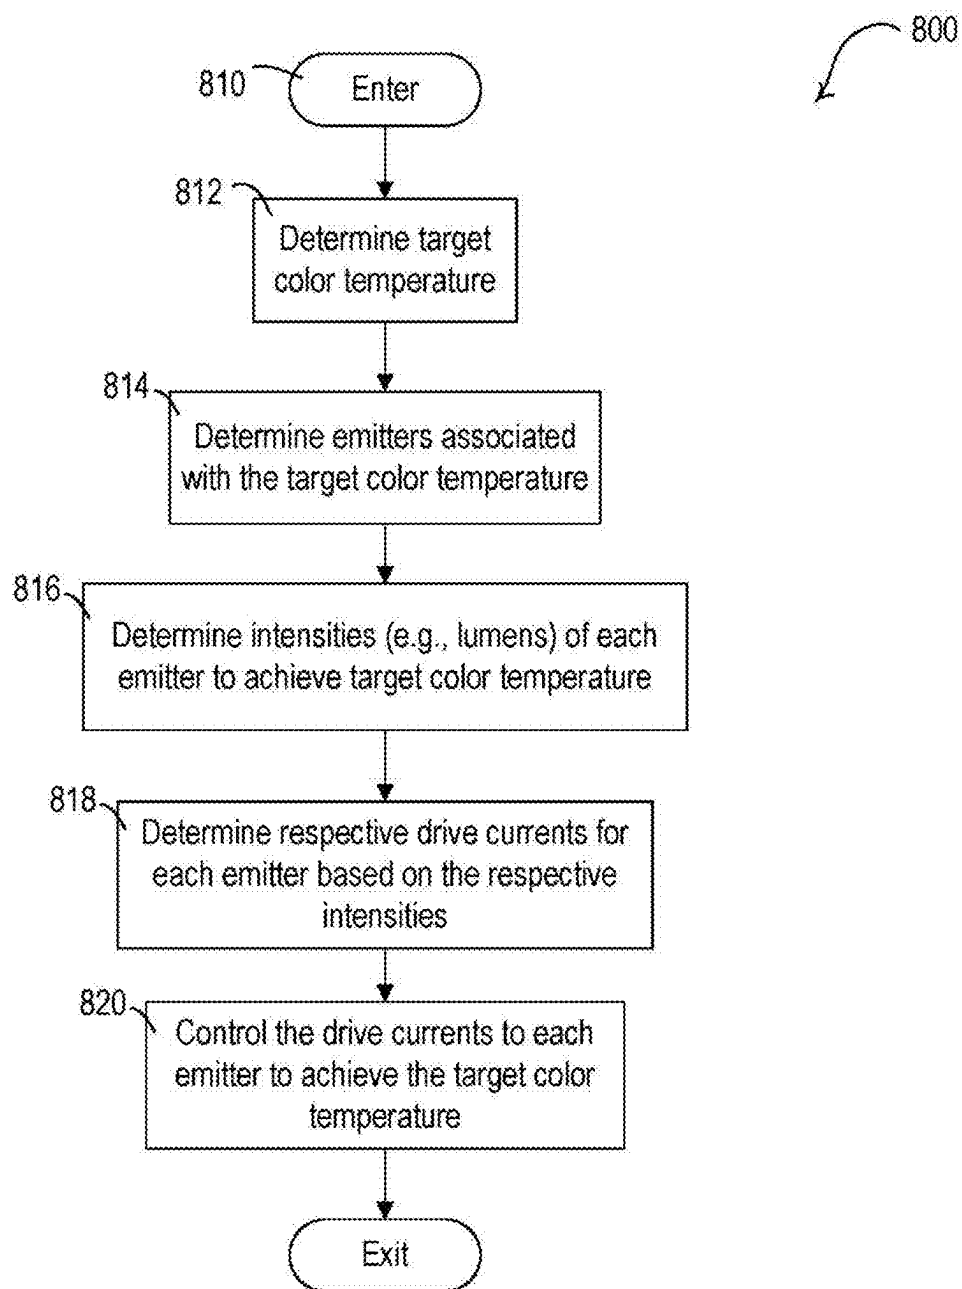 800
810
Enter
812
Determine target
color temperature
814
Determine emitters associated
with the target color temperature
816
Determine intensities (e.g., lumens) of each
emitter to achieve target color temperature
818
Determine respective drive currents for
each emitter based on the respective
intensities
820
Control the drive currents to each
emitter to achieve the target color
temperature
Exit